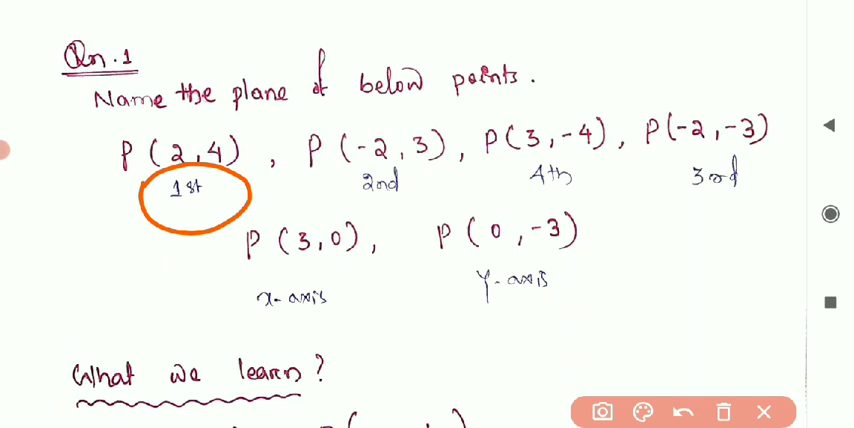 Qn.1
Name the plane of below points.
P (2,4), P (-2,3), P(3,-4), P(-2,-3)
1st 2nd 4th 3rd
P (3,0), P (0,-3)
x-axis y-axis
What we learn?